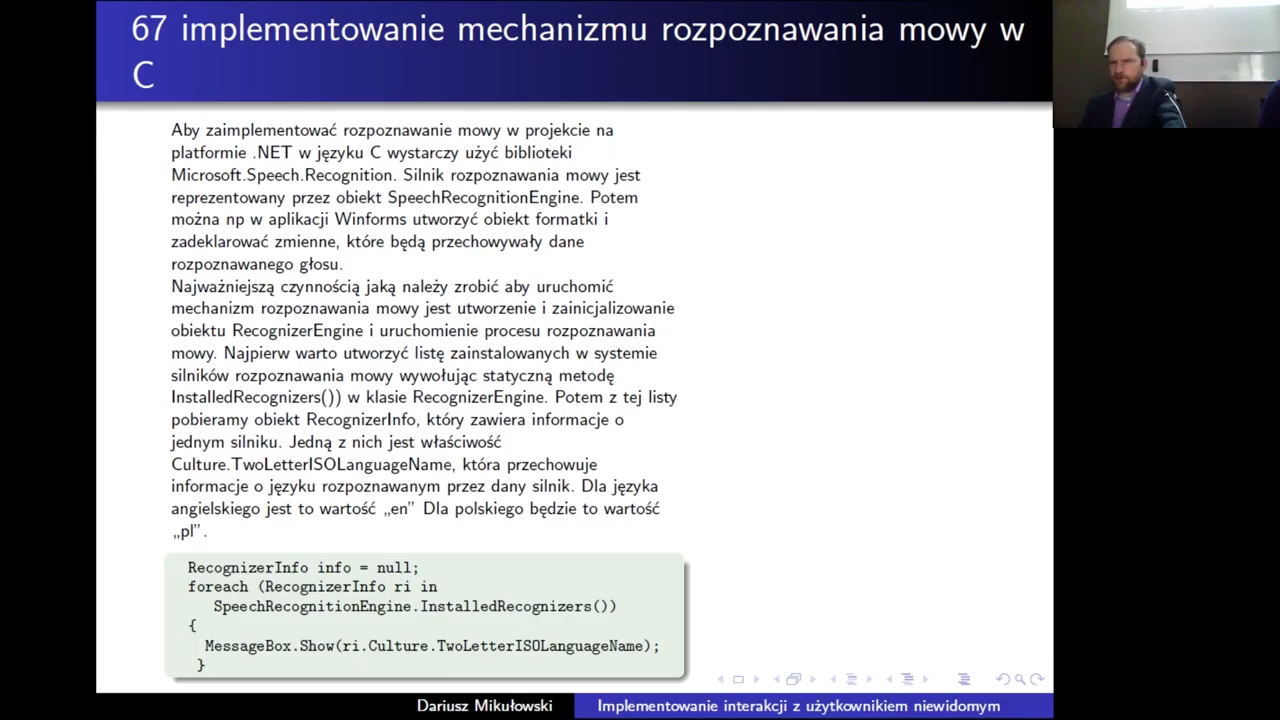 67 implementowanie mechanizmu rozpoznawania mowy w
C
Aby zaimplementować rozpoznawanie mowy w projekcie na
platformie .NET w języku C wystarczy użyć biblioteki
Microsoft.Speech.Recognition. Silnik rozpoznawania mowy jest
reprezentowany przez obiekt SpeechRecognitionEngine. Potem
można np w aplikacji Winforms utworzyć obiekt formatki i
zadeklarować zmienne, które będą przechowywały dane
rozpoznawanego głosu.
Najważniejszą czynnością jaką należy zrobić aby uruchomić
mechanizm rozpoznawania mowy jest utworzenie i zainicjalizowanie
obiektu RecognizerEngine i uruchomienie procesu rozpoznawania
mowy. Najpierw warto utworzyć listę zainstalowanych w systemie
silników rozpoznawania mowy wywołując statyczną metodę
InstalledRecognizers()) w klasie RecognizerEngine. Potem z tej listy
pobieramy obiekt RecognizerInfo, który zawiera informacje o
jednym silniku. Jedną z nich jest właściwość
Culture.TwoLetterISOLanguageName, która przechowuje
informacje o języku rozpoznawanym przez dany silnik. Dla języka
angielskiego jest to wartość „en” Dla polskiego będzie to wartość
„pl”.
RecognizerInfo info = null;
foreach (RecognizerInfo ri in
SpeechRecognitionEngine.InstalledRecognizers())
{
MessageBox.Show(ri.Culture.TwoLetterISOLanguageName);
}
Dariusz Mikułowski
Implementowanie interakcji z użytkownikiem niewidomym